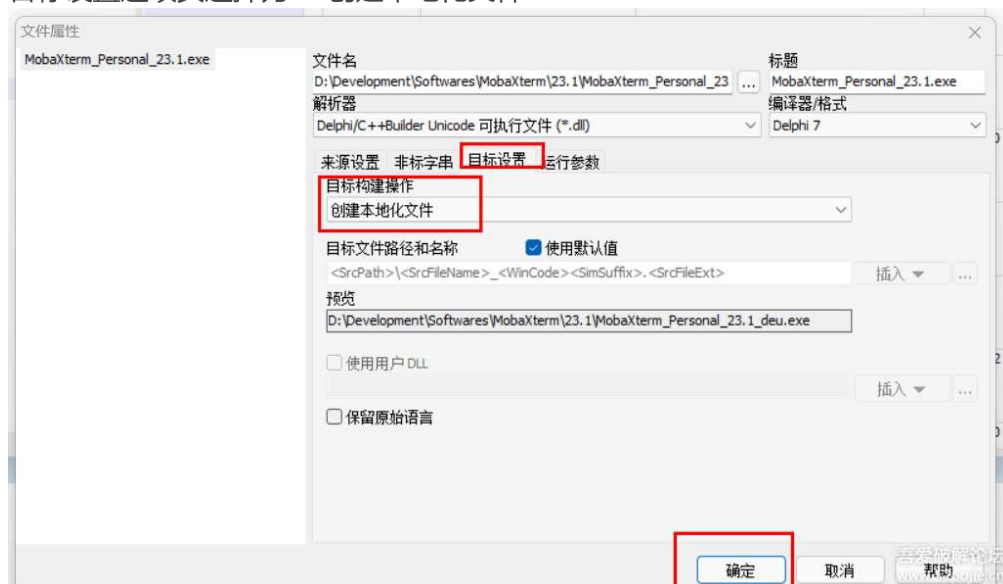 文件属性
MobaXterm_Personal_23.1.exe
文件名
标题
D:\Development\Softwares\MobaXterm\23.1\MobaXterm_Personal_23
...
MobaXterm_Personal_23.1.exe
解析器
编译器/格式
Delphi/C++Builder Unicode 可执行文件 (*.dll)
Delphi 7
来源设置 非标字串 目标设置 运行参数
目标构建操作
创建本地化文件
目标文件路径和名称
使用默认值
<SrcPath>\<SrcFileName>_<WinCode><SimSuffix>.<SrcFileExt>
插入
...
预览
D:\Development\Softwares\MobaXterm\23.1\MobaXterm_Personal_23.1_deu.exe
使用用户 DLL
插入
...
保留原始语言
确定
取消
帮助
吾爱破解论坛